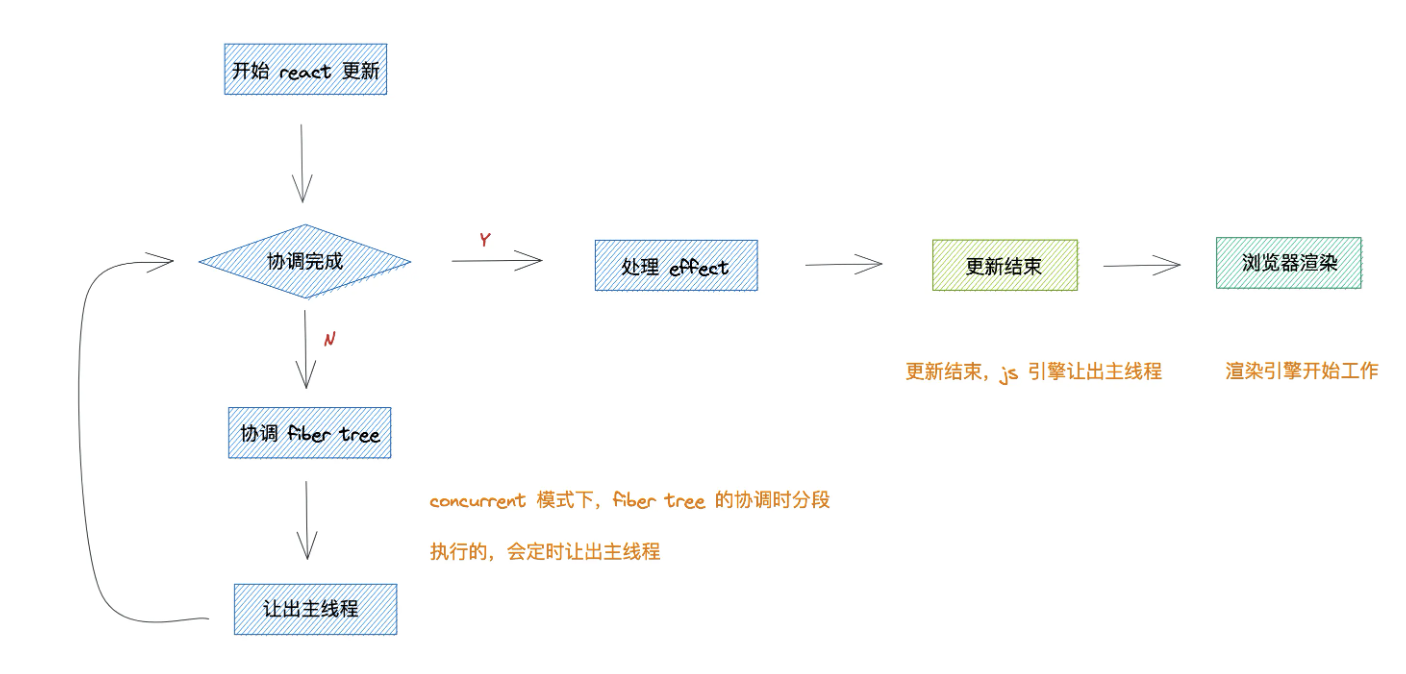 开始 react 更新
协调完成
Y
处理 effect
更新结束
浏览器渲染
N
更新结束，js 引擎让出主线程
渲染引擎开始工作
协调 fiber tree
concurrent 模式下，fiber tree 的协调时分段
执行的，会定时让出主线程
让出主线程